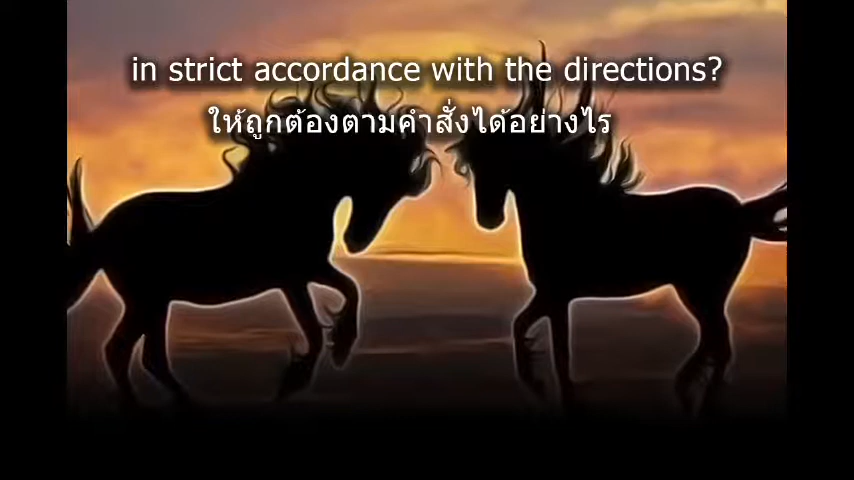 in strict accordance with the directions?
ให้ถูกต้องตามคำสั่งได้อย่างไร